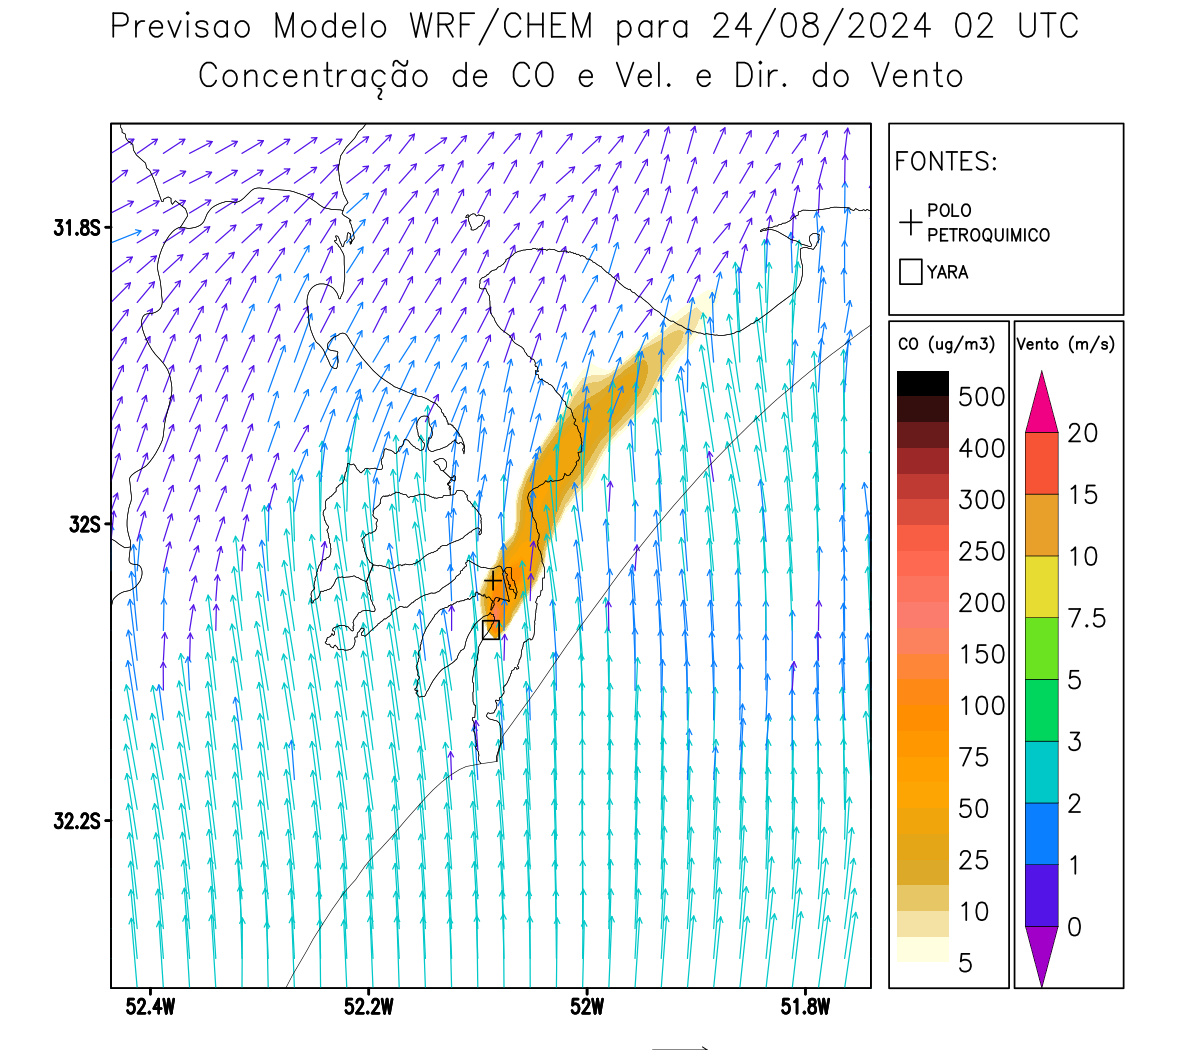 Previsao Modelo WRF/CHEM para 24/08/2024 02 UTC
Concentração de CO e Vel. e Dir. do Vento
FONTES:
POLO
PETROQUIMICO
YARA
CO (ug/m3)
500
400
300
250
200
150
100
75
50
25
10
5
Vento (m/s)
20
15
10
7.5
5
3
2
1
0
31.8S
32S
32.2S
52.4W
52.2W
52W
51.8W